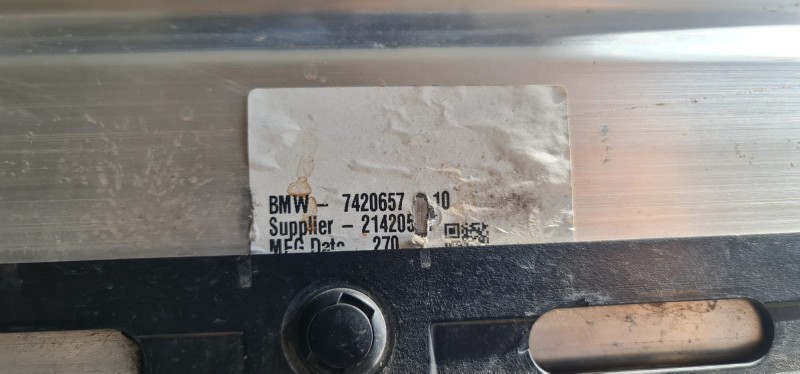 BMW - 7420657 10
Supplier - 214205
MFG Date 270